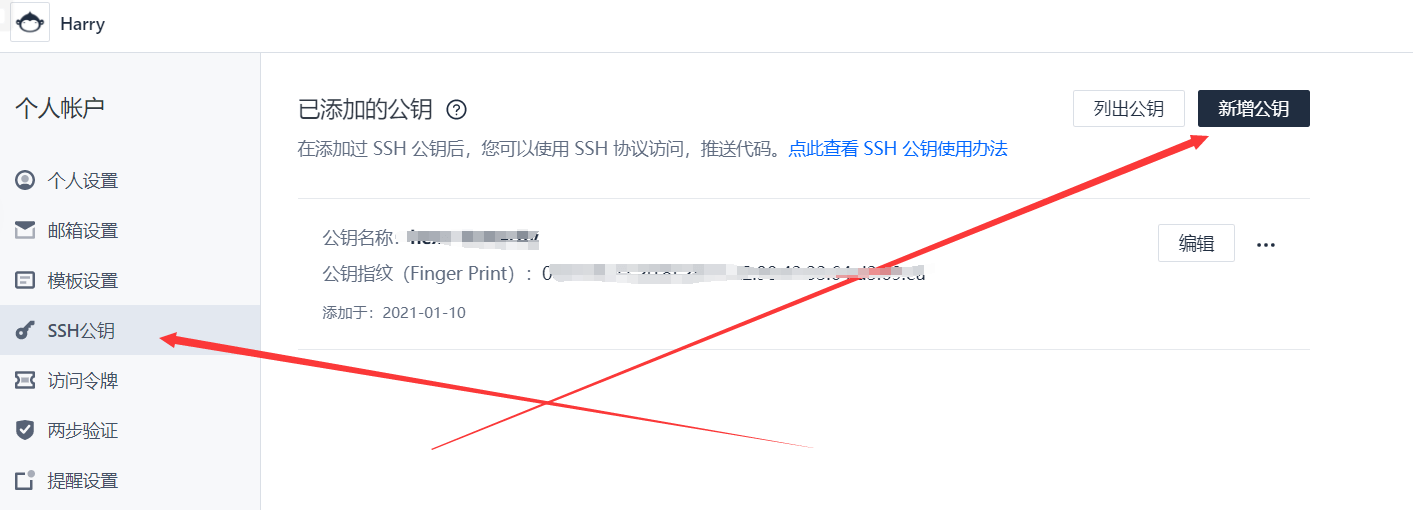 Harry
个人帐户
个人设置
邮箱设置
模板设置
SSH公钥
访问令牌
两步验证
提醒设置
已添加的公钥 ?
列出公钥
新增公钥
在添加过 SSH 公钥后，您可以使用 SSH 协议访问，推送代码。点此查看 SSH 公钥使用办法
公钥名称：
公钥指纹（Finger Print）：
添加于：2021-01-10
编辑